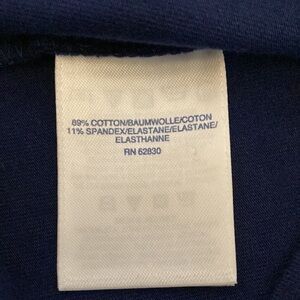 89% COTTON/BAUMWOLLE/COTON
11% SPANDEX/ELASTANE/ELASTANE/
ELASTHANNE
RN 62830